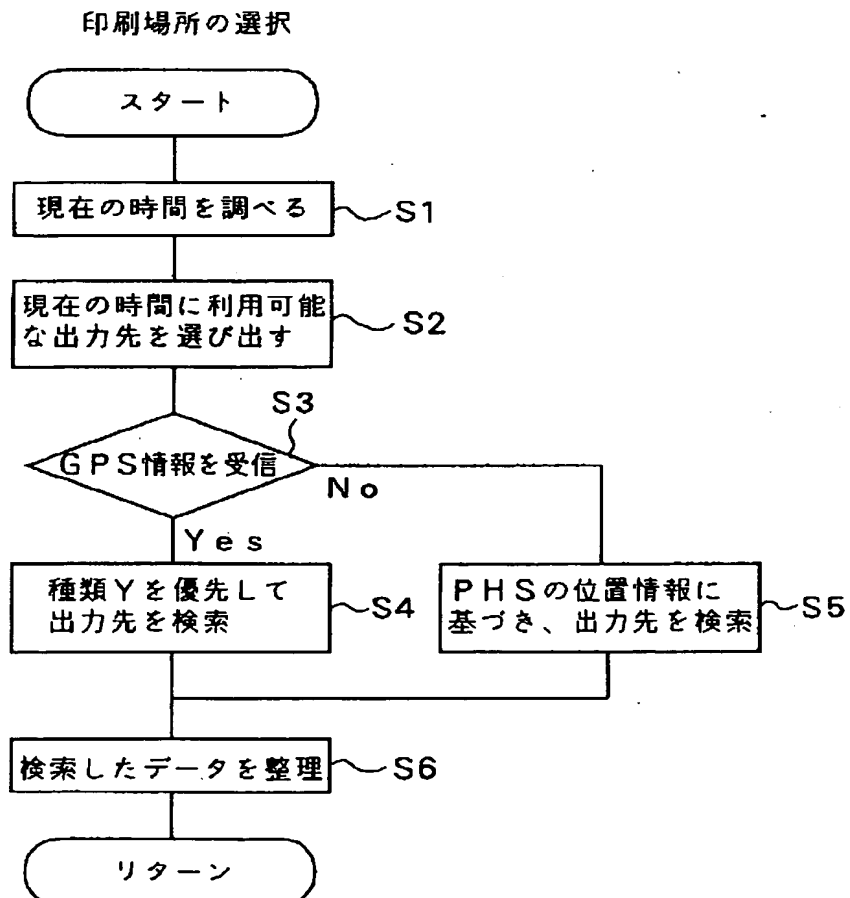 印刷場所の選択
スタート
現在の時間を調べる
S1
現在の時間に利用可能
な出力先を選び出す
S2
S3
GPS情報を受信
No
Yes
種類Yを優先して
出力先を検索
S4
PHSの位置情報に
基づき、出力先を検索
S5
検索したデータを整理
S6
リターン